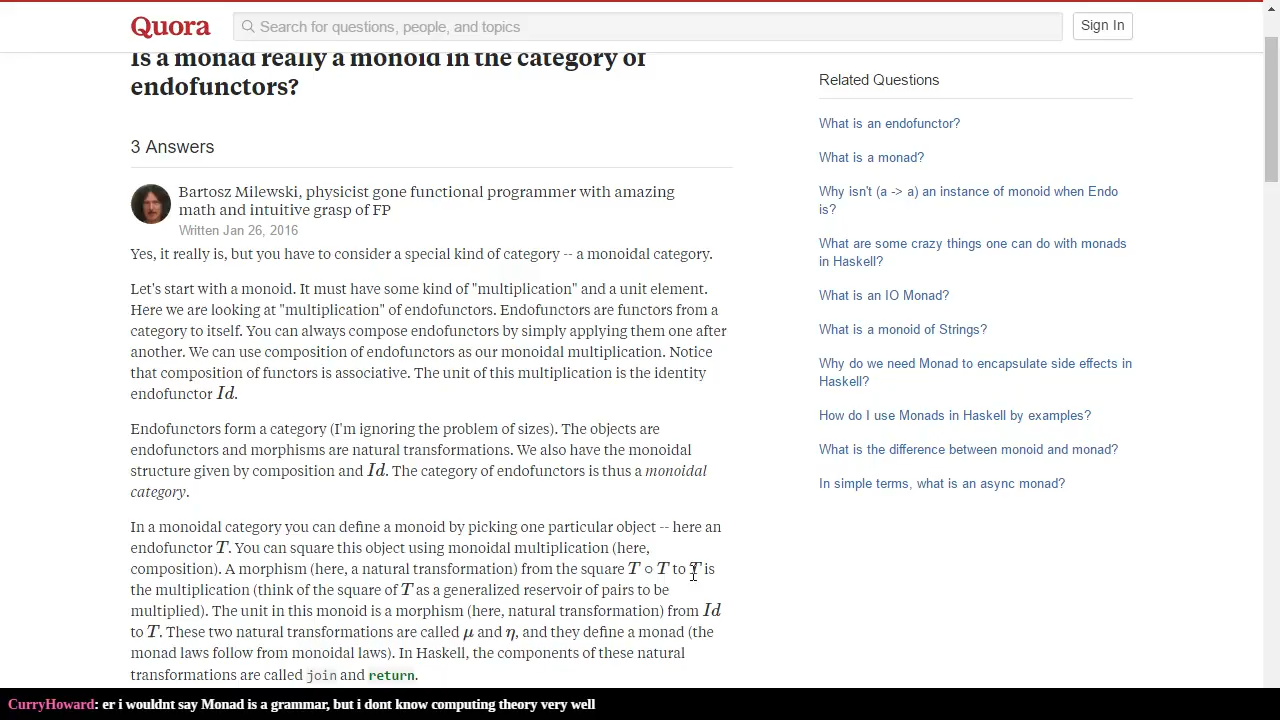 Quora
Search for questions, people, and topics
Sign In
Is a monad really a monoid in the category of
endofunctors?
3 Answers
Bartosz Milewski, physicist gone functional programmer with amazing
math and intuitive grasp of FP
Written Jan 26, 2016
Yes, it really is, but you have to consider a special kind of category -- a monoidal category.
Let's start with a monoid. It must have some kind of "multiplication" and a unit element.
Here we are looking at "multiplication" of endofunctors. Endofunctors are functors from a
category to itself. You can always compose endofunctors by simply applying them one after
another. We can use composition of endofunctors as our monoidal multiplication. Notice
that composition of functors is associative. The unit of this multiplication is the identity
endofunctor Id.
Endofunctors form a category (I'm ignoring the problem of sizes). The objects are
endofunctors and morphisms are natural transformations. We also have the monoidal
structure given by composition and Id. The category of endofunctors is thus a monoidal
category.
In a monoidal category you can define a monoid by picking one particular object -- here an
endofunctor T. You can square this object using monoidal multiplication (here,
composition). A morphism (here, a natural transformation) from the square T ∘ T to T is
the multiplication (think of the square of T as a generalized reservoir of pairs to be
multiplied). The unit in this monoid is a morphism (here, natural transformation) from Id
to T. These two natural transformations are called μ and η, and they define a monad (the
monad laws follow from monoidal laws). In Haskell, the components of these natural
transformations are called join and return.
Related Questions
What is an endofunctor?
What is a monad?
Why isn't (a -> a) an instance of monoid when Endo
is?
What are some crazy things one can do with monads
in Haskell?
What is an IO Monad?
What is a monoid of Strings?
Why do we need Monad to encapsulate side effects in
Haskell?
How do I use Monads in Haskell by examples?
What is the difference between monoid and monad?
In simple terms, what is an async monad?
CurryHoward: er i wouldnt say Monad is a grammar, but i dont know computing theory very well